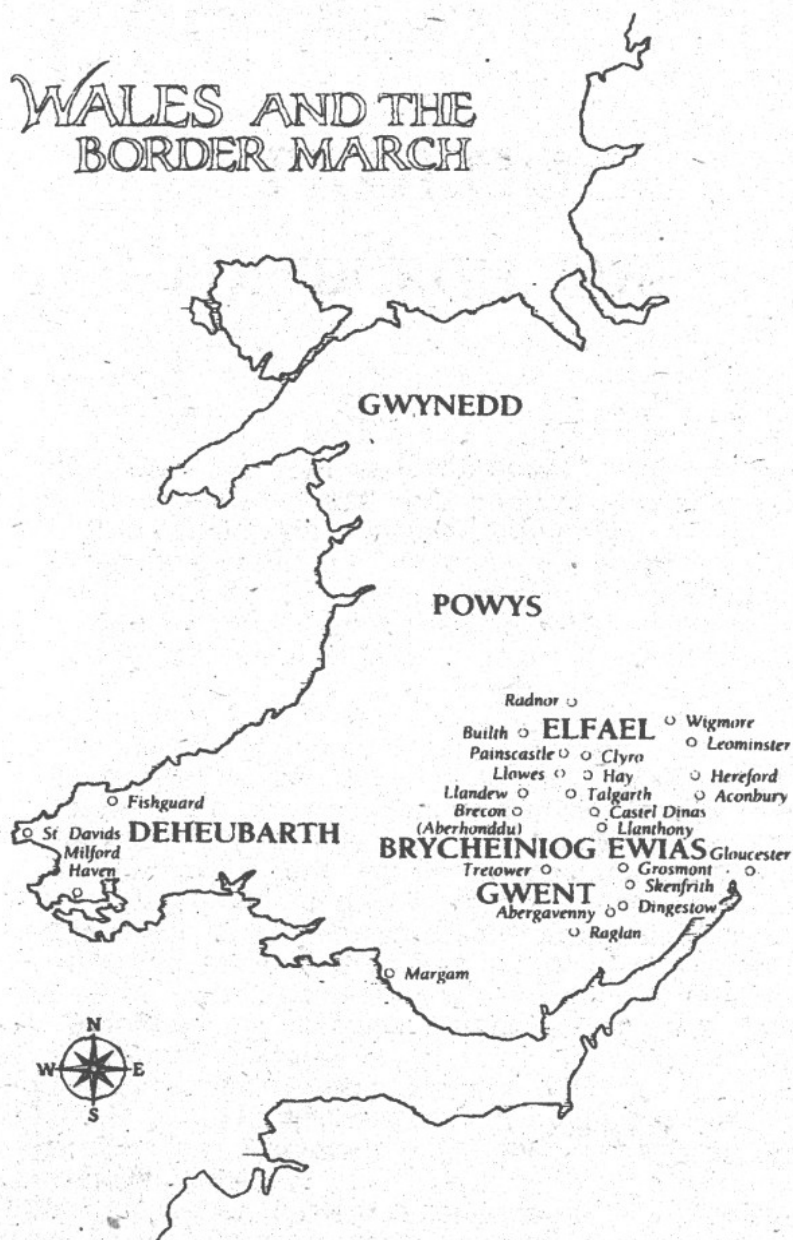 WALES AND THE
BORDER MARCH
GWYNEDD
POWYS
Radnor
ELFAEL
Wigmore
Builth
Leominster
Painscastle
Clyro
Llowes
Hay
Hereford
Llandew
Talgarth
Aconbury
Fishguard
Brecon
(Aberhonddu)
Castel Dinas
Llanthony
St Davids
DEHEUBARTH
Milford
Haven
BRYCHEINIOG
EWIAS
Gloucester
Tretower
Grosmont
GWENT
Skenfrith
Abergavenny
Dingestow
Raglan
Margam
N
W
E
S